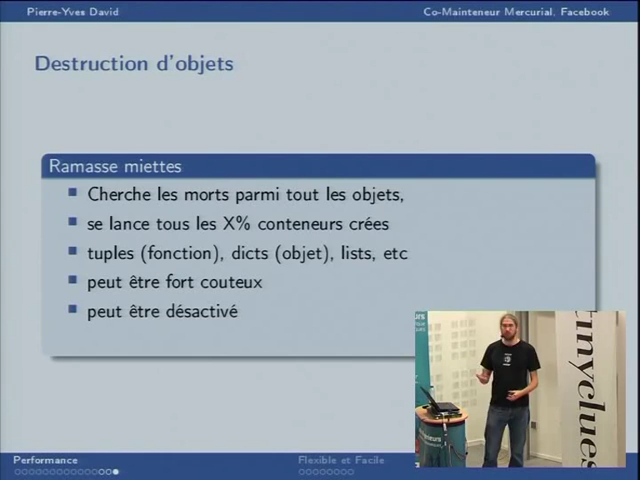 Pierre-Yves David
Co-Mainteneur Mercurial, Facebook
Destruction d'objets
Ramasse miettes
Cherche les morts parmi tout les objets,
se lance tous les X% conteneurs crées
tuples (fonction), dicts (objet), lists, etc
peut être fort couteux
peut être désactivé
tinyclues
Performance
Flexible et Facile